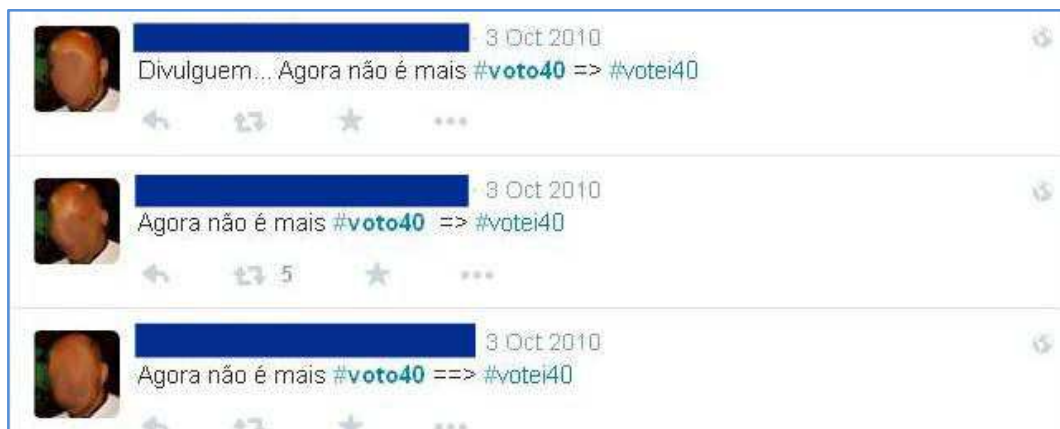 3 Oct 2010
Divulguem... Agora não é mais #voto40 => #votei40
3 Oct 2010
Agora não é mais #voto40 => #votei40
5
3 Oct 2010
Agora não é mais #voto40 ==> #votei40